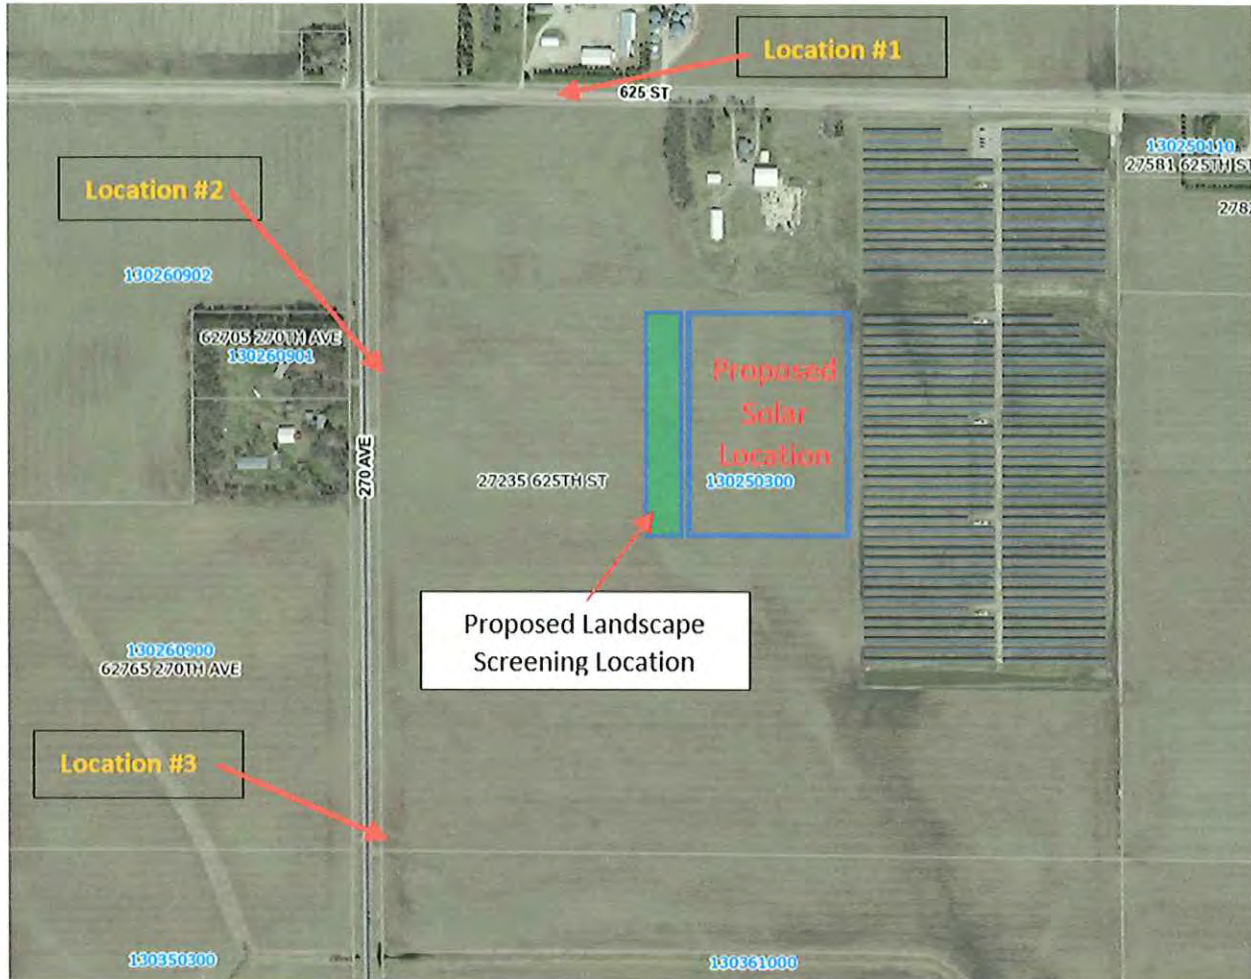 Location #1
625 ST
130250110
27581 625TH ST
278
Location #2
130260902
62705 270TH AVE
130260901
270 AVE
Proposed
Solar
Location
27235 625TH ST
130250300
Proposed Landscape
Screening Location
130260900
62765 270TH AVE
Location #3
130350300
130361000